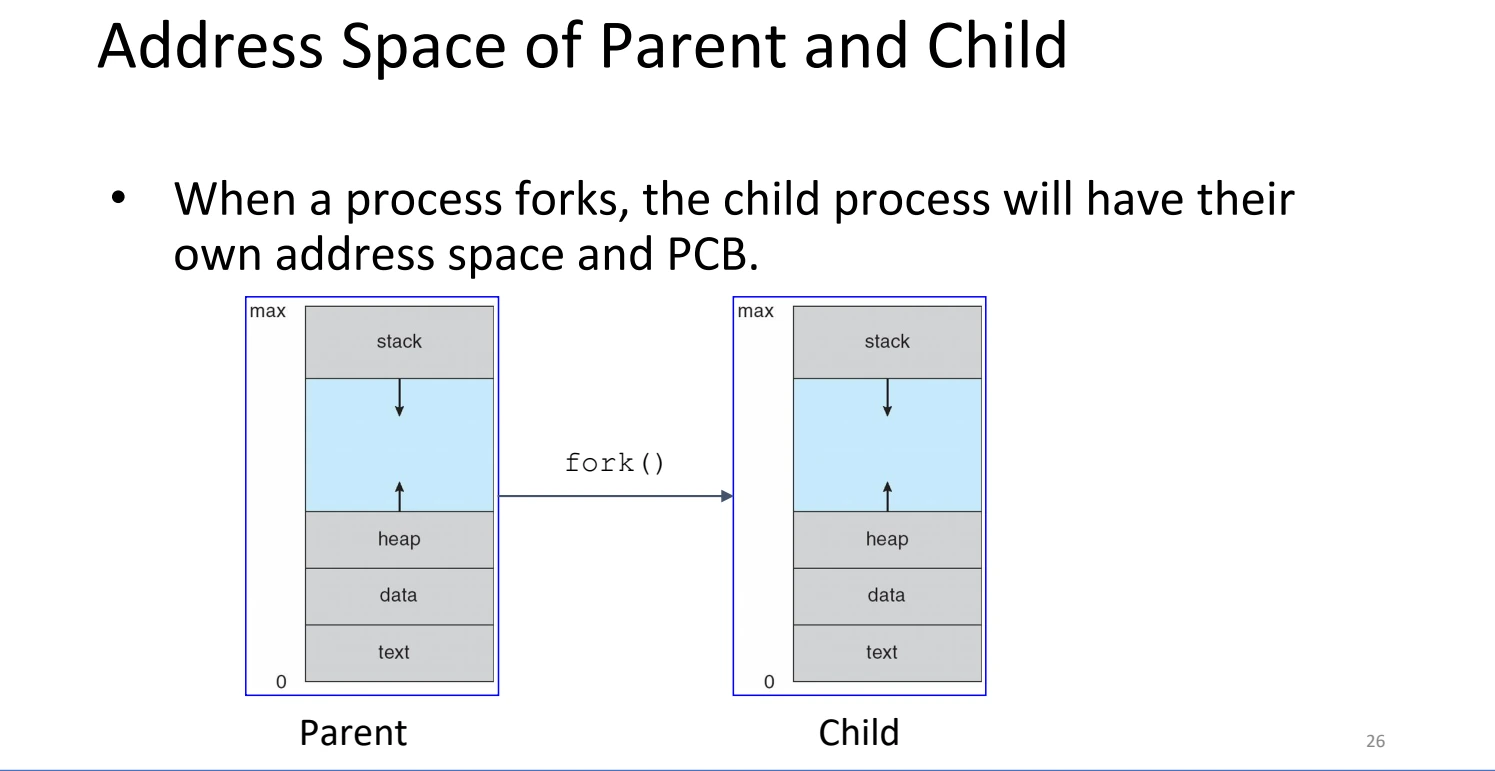 Address Space of Parent and Child
• When a process forks, the child process will have their
own address space and PCB.
max
stack
heap
data
text
0
Parent
fork()
max
stack
heap
data
text
0
Child
26